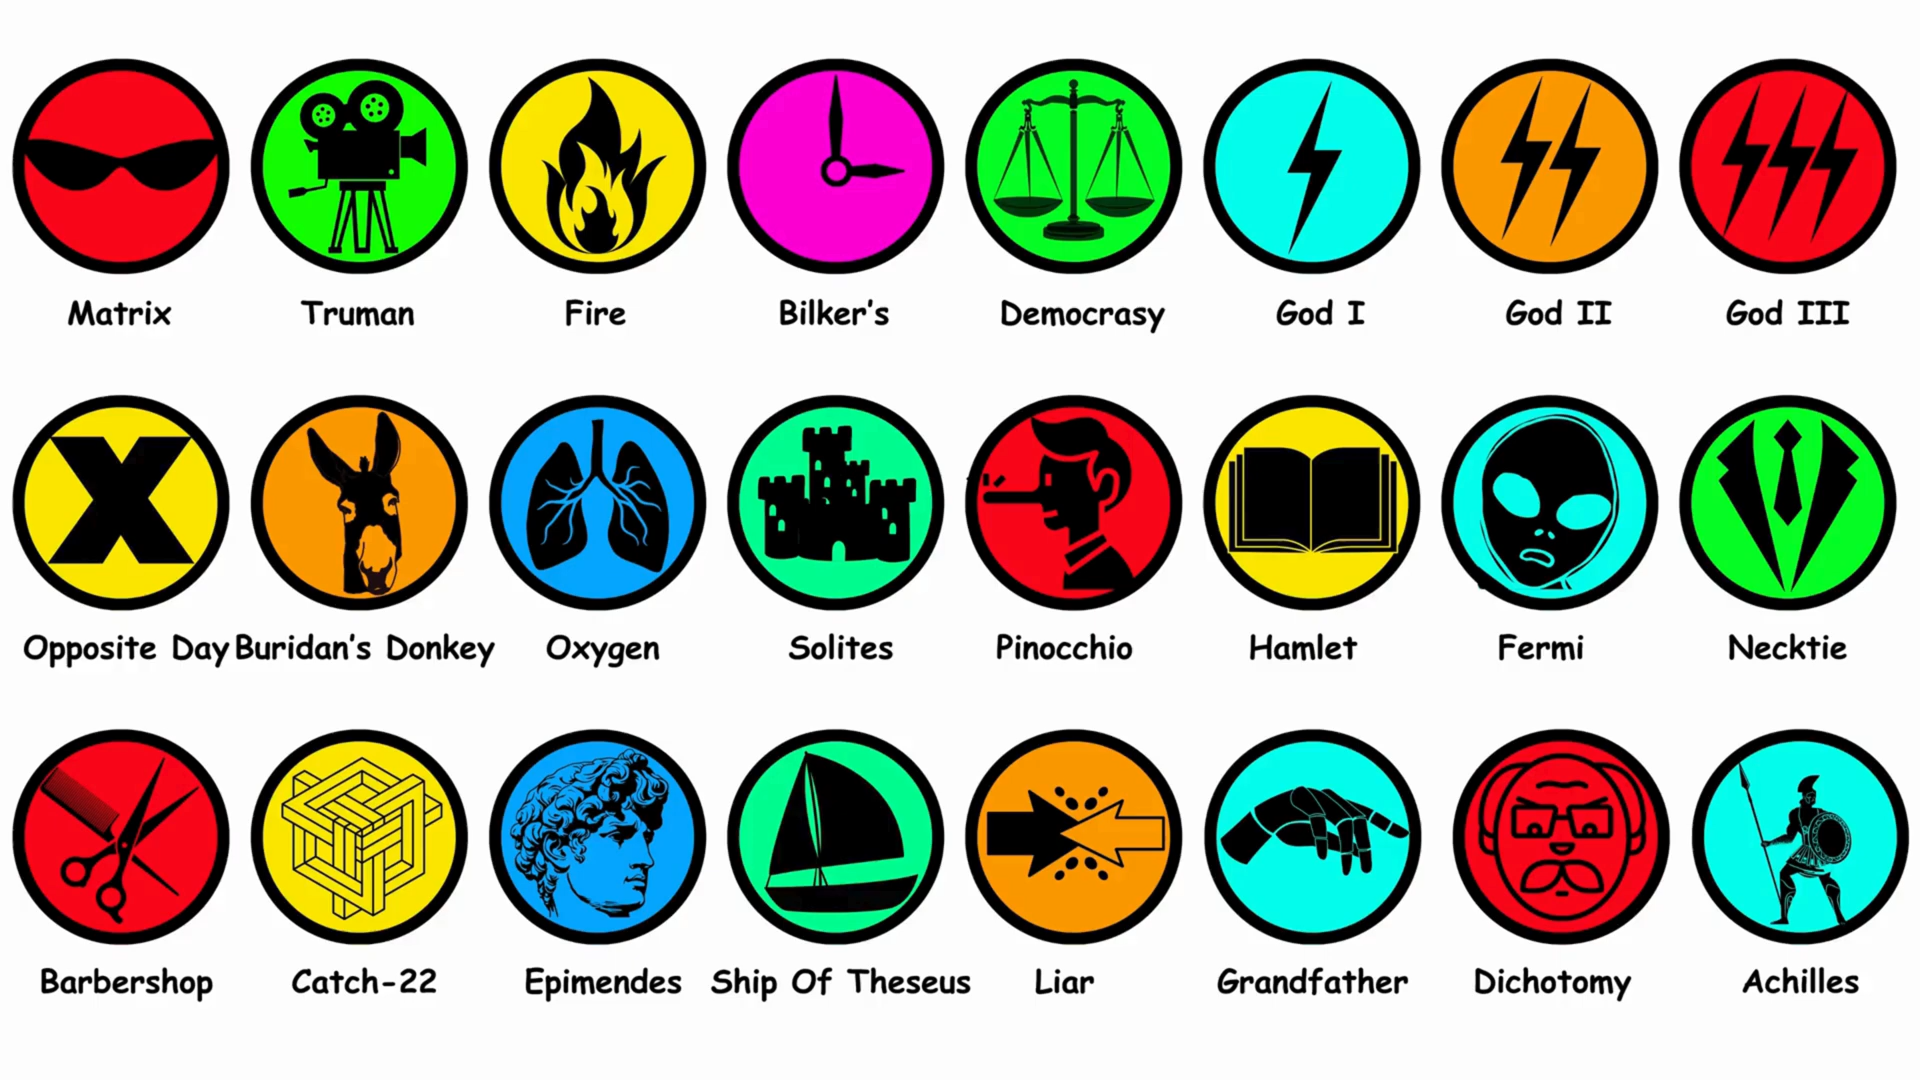 Matrix
Truman
Fire
Bilker's
Democrasy
God I
God II
God III
Opposite Day
Buridan's Donkey
Oxygen
Solites
Pinocchio
Hamlet
Fermi
Necktie
Barbershop
Catch-22
Epimendes
Ship Of Theseus
Liar
Grandfather
Dichotomy
Achilles